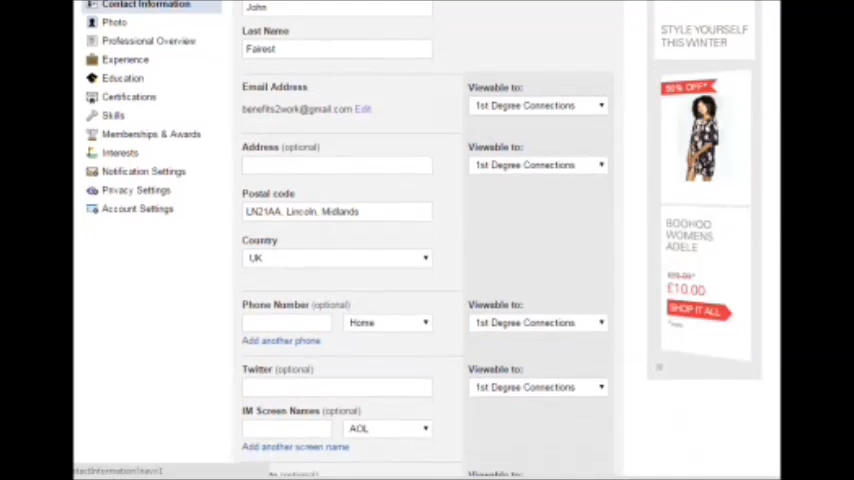 Contact Information
Photo
Professional Overview
Experience
Education
Certifications
Skills
Memberships & Awards
Interests
Notification Settings
Privacy Settings
Account Settings
John
Last Name
Fairest
Email Address
benefits2work@gmail.com Edit
Viewable to:
1st Degree Connections
Address (optional)
Viewable to:
1st Degree Connections
Postal code
LN21AA, Lincoln, Midlands
Country
UK
Phone Number (optional)
Home
Add another phone
Viewable to:
1st Degree Connections
Twitter (optional)
Viewable to:
1st Degree Connections
IM Screen Names (optional)
AOL
Add another screen name
(optional)
Viewable to:
STYLE YOURSELF
THIS WINTER
50% OFF*
BOOHOO
WOMENS
ADELE
£10.00
SHOP IT ALL